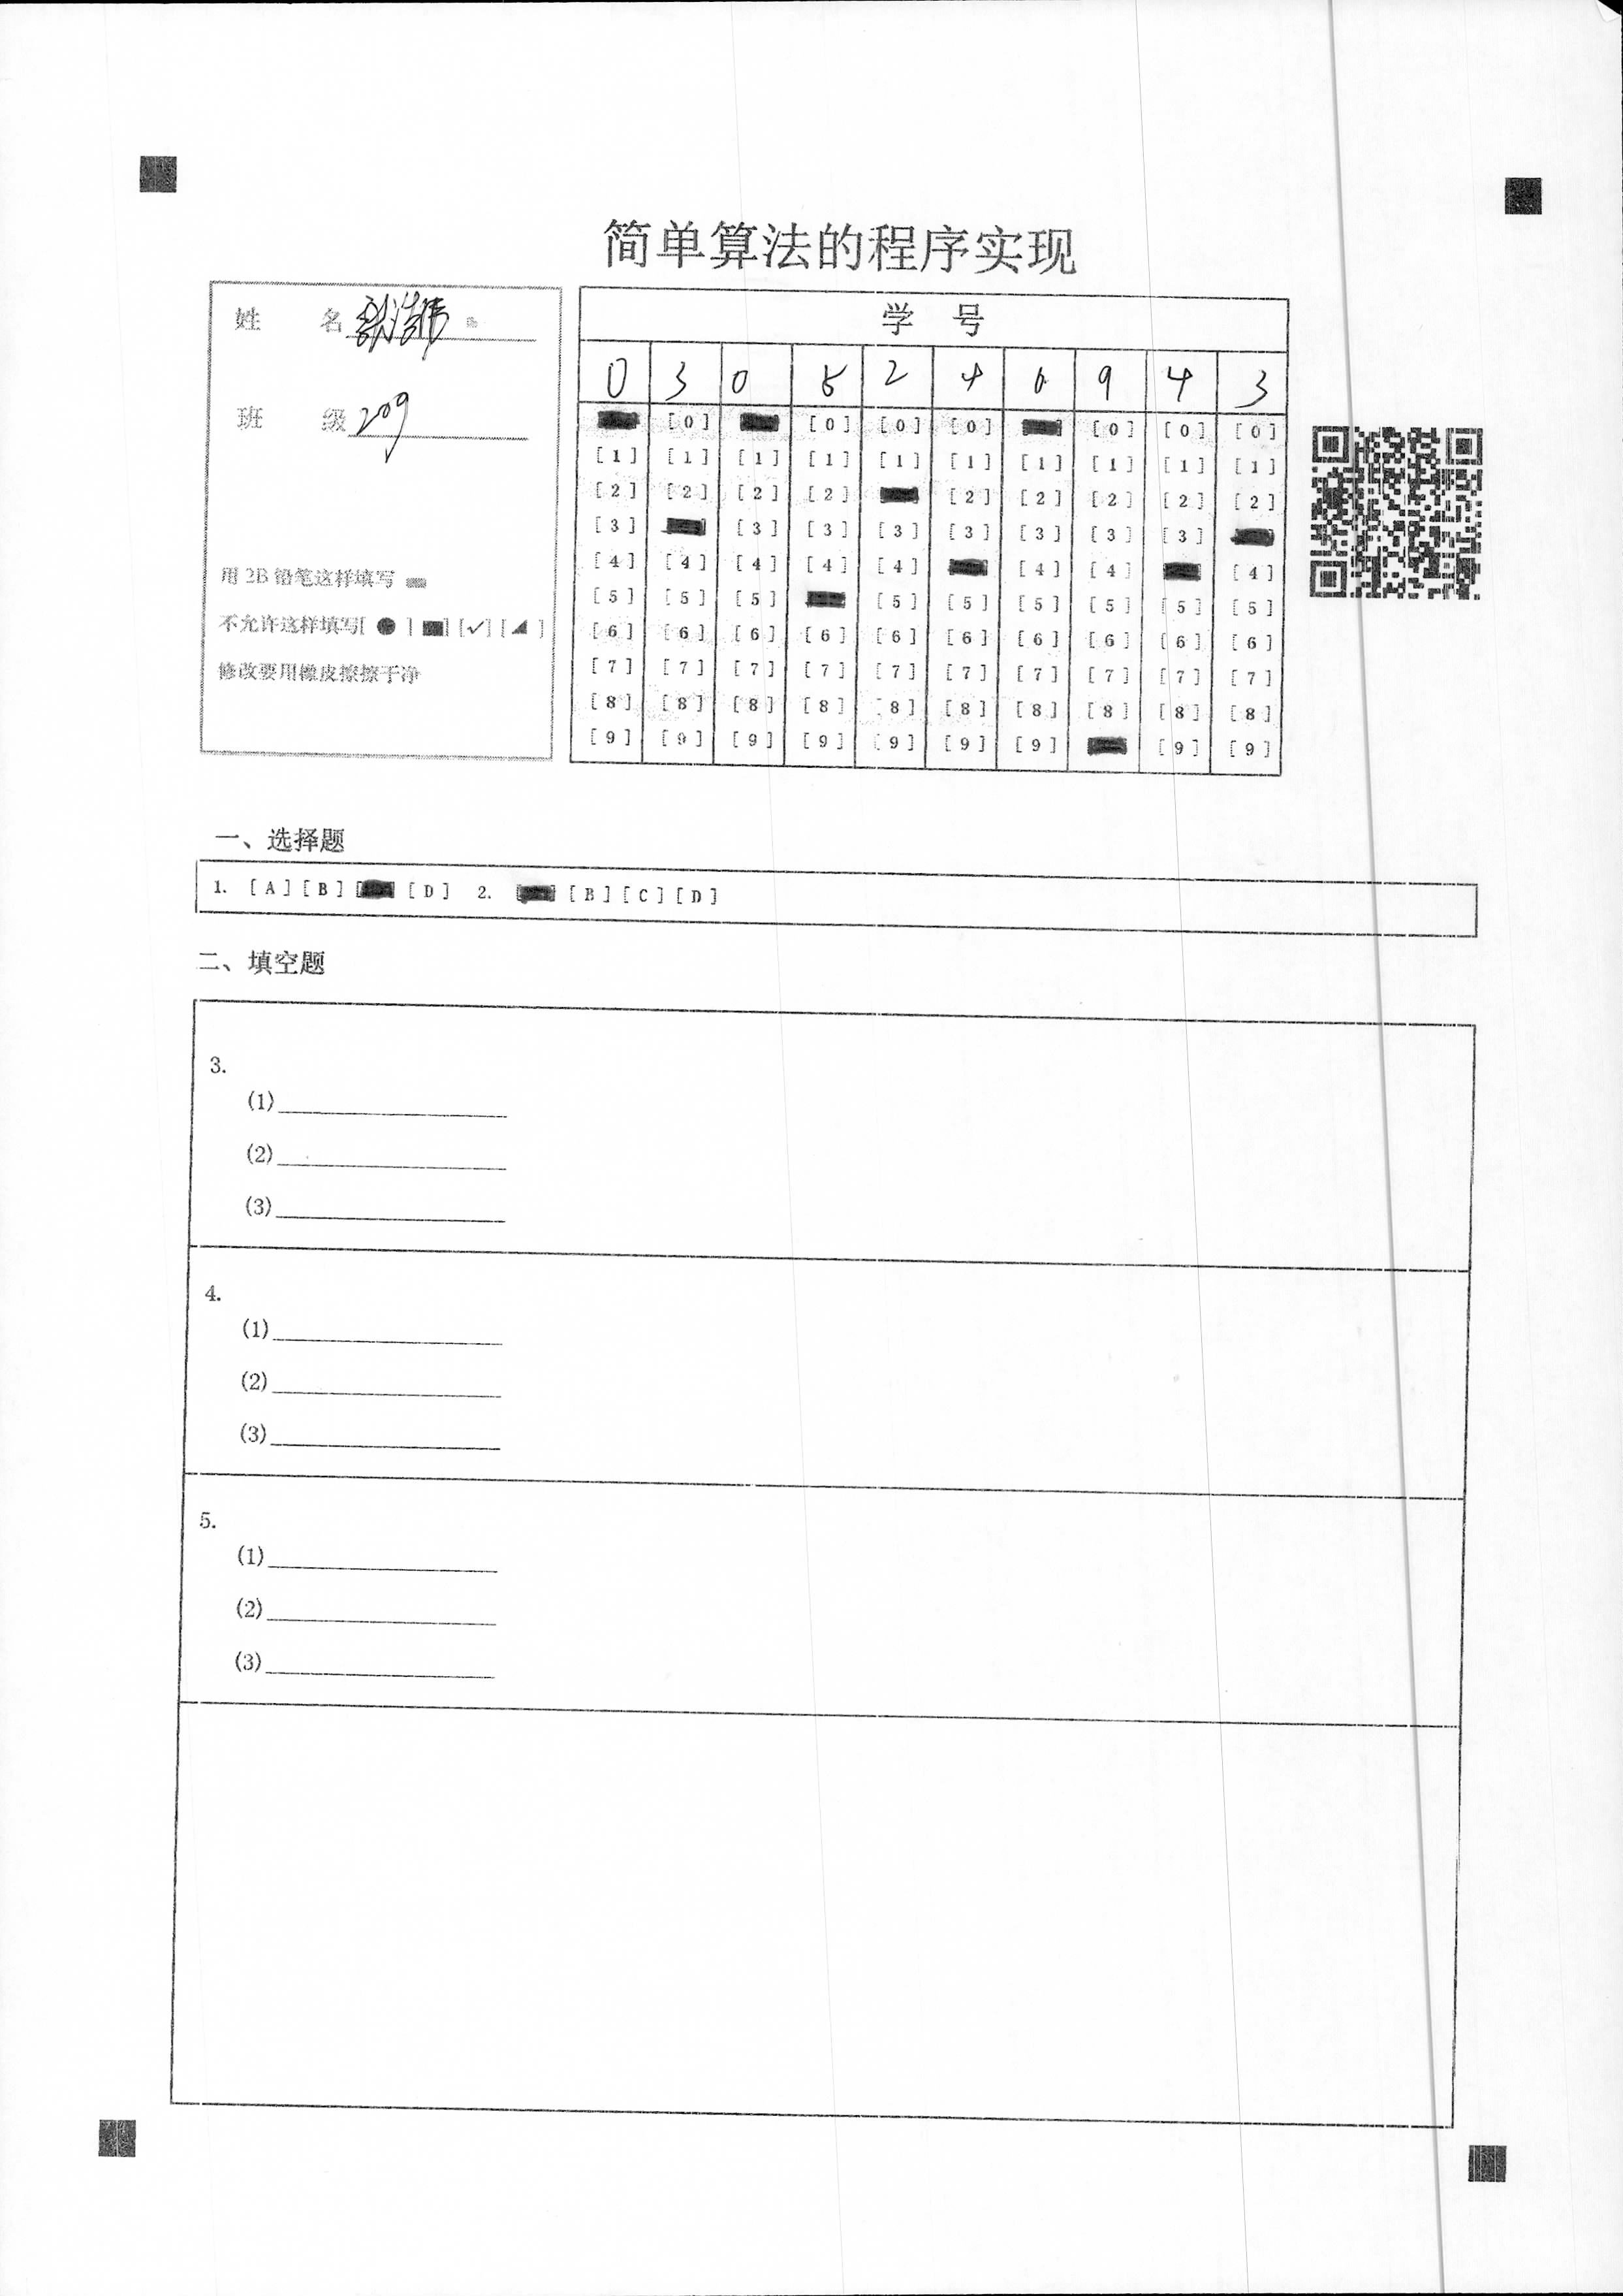 简单算法的程序实现
姓 名 张浩伟
班 级 209
用 2B 铅笔这样填写
不允许这样填写[ ● ] [■] [✓] [◢ ]
修改要用橡皮擦擦干净
学 号
0 3 0 5 2 4 0 9 4 3
[0] [0] [0] [0] [0] [0] [0]
[1] [1] [1] [1] [1] [1] [1] [1] [1] [1]
[2] [2] [2] [2] [2] [2] [2] [2] [2]
[3] [3] [3] [3] [3] [3] [3] [3]
[4] [4] [4] [4] [4] [4] [4] [4]
[5] [5] [5] [5] [5] [5] [5] [5] [5]
[6] [6] [6] [6] [6] [6] [6] [6] [6] [6]
[7] [7] [7] [7] [7] [7] [7] [7] [7] [7]
[8] [8] [8] [8] [8] [8] [8] [8] [8] [8]
[9] [9] [9] [9] [9] [9] [9] [9] [9]
一、选择题
1. [A] [B] [D] 2. [B] [C] [D]
二、填空题
3.
(1)
(2)
(3)
4.
(1)
(2)
(3)
5.
(1)
(2)
(3)